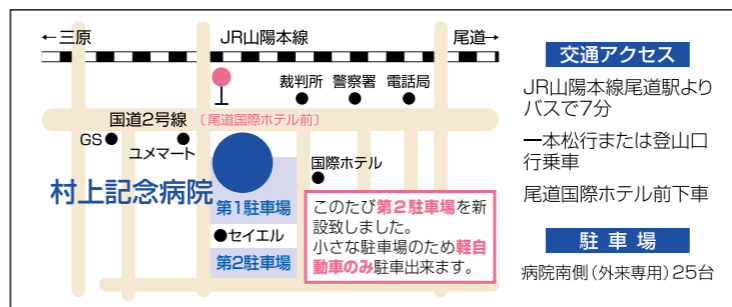 ←三原
JR山陽本線
尾道→
裁判所
警察署
電話局
国道2号線
〔尾道国際ホテル前〕
GS
ユメマート
国際ホテル
村上記念病院
第1駐車場
セイエル
第2駐車場
このたび第2駐車場を新
設致しました。
小さな駐車場のため軽自
動車のみ駐車出来ます。
交通アクセス
JR山陽本線尾道駅より
バスで7分
一本松行または登山口
行乗車
尾道国際ホテル前下車
駐車場
病院南側(外来専用)25台